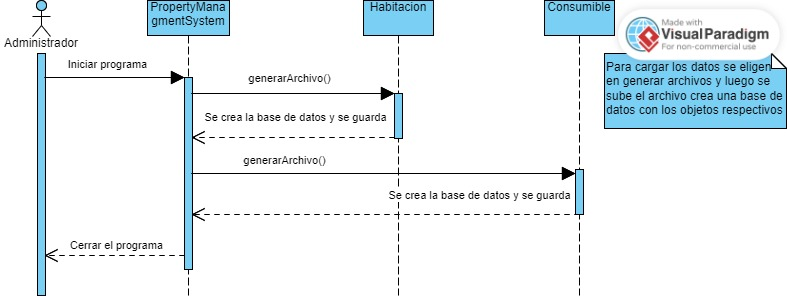 Administrador
PropertyMana
gmentSystem
Habitacion
Consumible
Made with
Visual Paradigm
For non-commercial use
Para cargar los datos se eligen
en generar archivos y luego se
sube el archivo crea una base de
datos con los objetos respectivos
Iniciar programa
generarArchivo()
Se crea la base de datos y se guarda
generarArchivo()
Se crea la base de datos y se guarda
Cerrar el programa